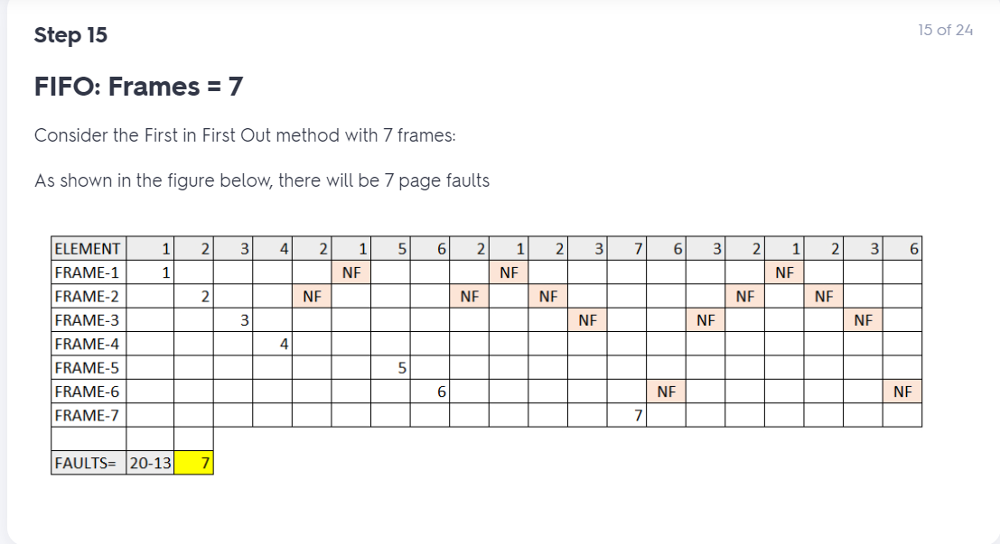 Step 15
15 of 24
FIFO: Frames = 7
Consider the First in First Out method with 7 frames:
As shown in the figure below, there will be 7 page faults
ELEMENT 1 2 3 4 2 1 5 6 2 1 2 3 7 6 3 2 1 2 3 6
FRAME-1 1 NF NF NF
FRAME-2 2 NF NF NF NF NF
FRAME-3 3 NF NF NF
FRAME-4 4
FRAME-5 5
FRAME-6 6 NF NF
FRAME-7 7
FAULTS= 20-13 7